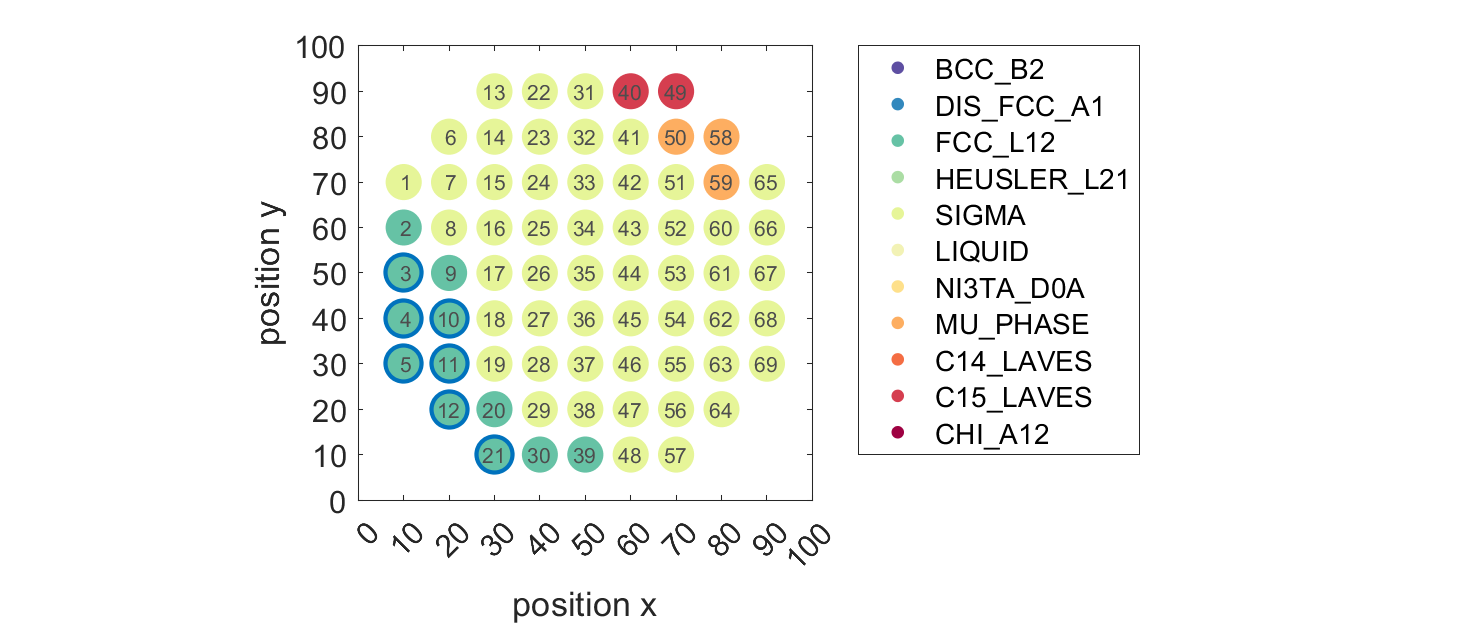 100
90 13 22 31 40 49
80 6 14 23 32 41 50 58
70 1 7 15 24 33 42 51 59 65
60 2 8 16 25 34 43 52 60 66
50 3 9 17 26 35 44 53 61 67
40 4 10 18 27 36 45 54 62 68
30 5 11 19 28 37 46 55 63 69
20 12 20 29 38 47 56 64
10 21 30 39 48 57
0
0 10 20 30 40 50 60 70 80 90 100
position x
position y
BCC_B2
DIS_FCC_A1
FCC_L12
HEUSLER_L21
SIGMA
LIQUID
NI3TA_D0A
MU_PHASE
C14_LAVES
C15_LAVES
CHI_A12